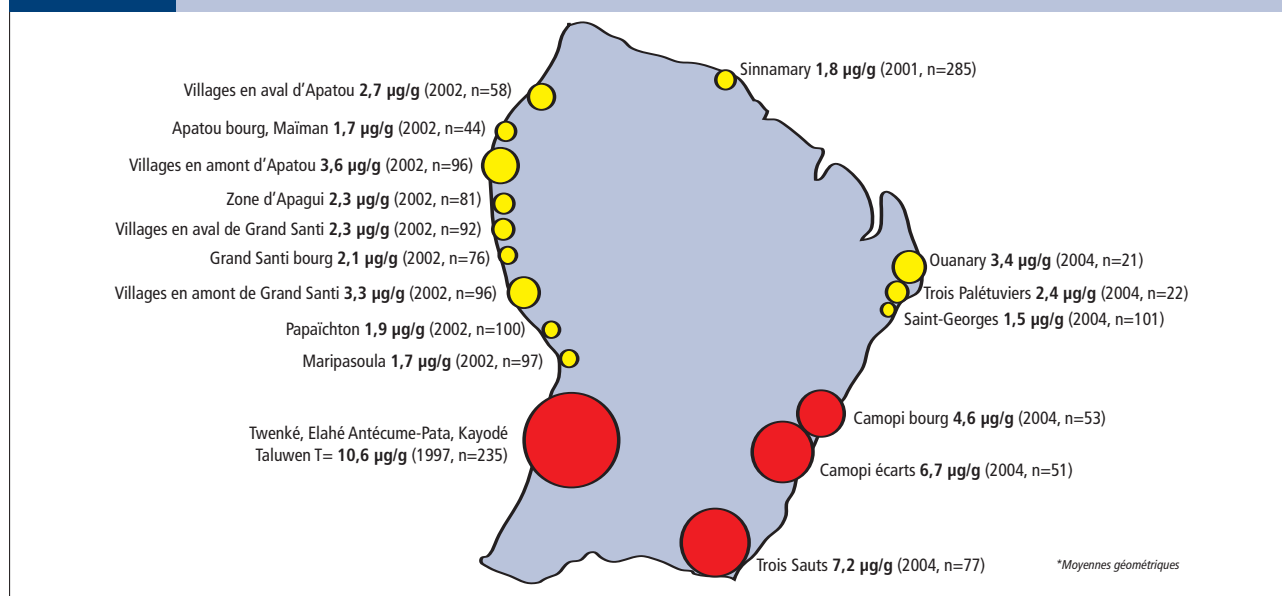 Sinnamary 1,8 µg/g (2001, n=285)
Villages en aval d'Apatou 2,7 µg/g (2002, n=58)
Apatou bourg, Maïman 1,7 µg/g (2002, n=44)
Villages en amont d'Apatou 3,6 µg/g (2002, n=96)
Zone d'Apagui 2,3 µg/g (2002, n=81)
Villages en aval de Grand Santi 2,3 µg/g (2002, n=92)
Grand Santi bourg 2,1 µg/g (2002, n=76)
Villages en amont de Grand Santi 3,3 µg/g (2002, n=96)
Papaïchton 1,9 µg/g (2002, n=100)
Maripasoula 1,7 µg/g (2002, n=97)
Twenké, Elahé Antécume-Pata, Kayodé
Taluwen T= 10,6 µg/g (1997, n=235)
Ouanary 3,4 µg/g (2004, n=21)
Trois Palétuviers 2,4 µg/g (2004, n=22)
Saint-Georges 1,5 µg/g (2004, n=101)
Camopi bourg 4,6 µg/g (2004, n=53)
Camopi écarts 6,7 µg/g (2004, n=51)
Trois Sauts 7,2 µg/g (2004, n=77)
*Moyennes géométriques